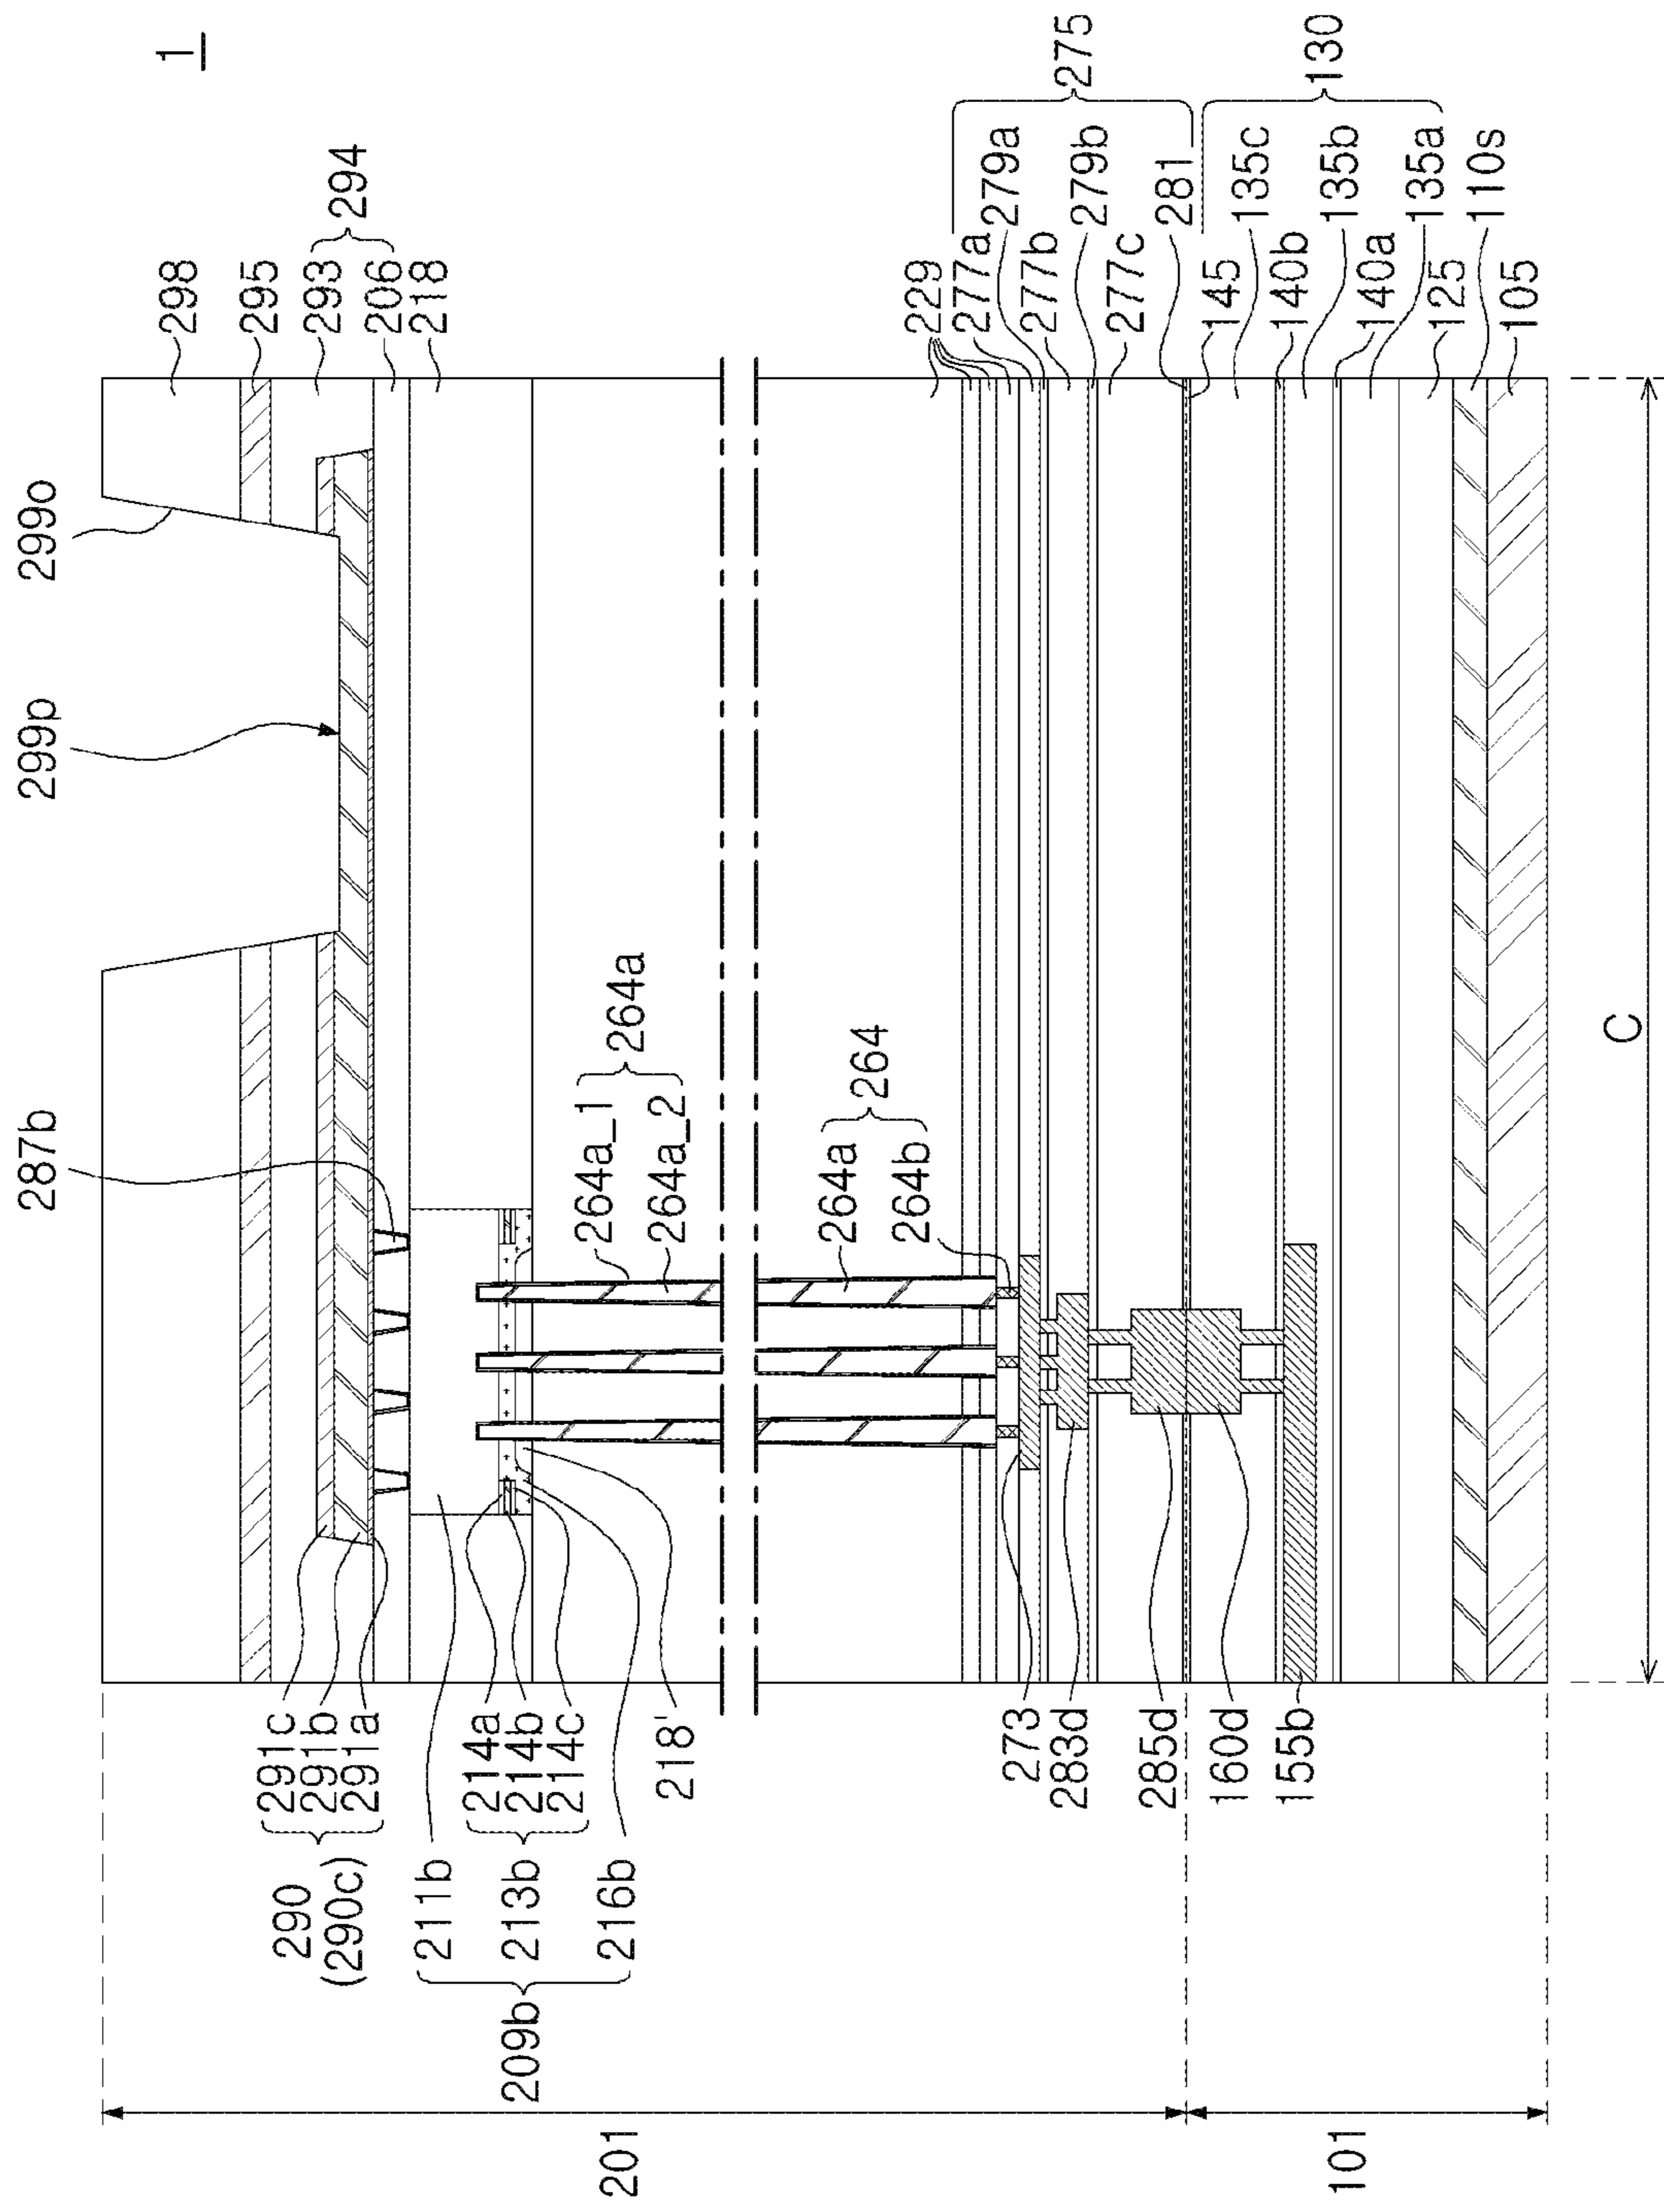 1
299o
299p
287b
298
295
293
294
206
218
264a_1
264a_2
264a
264a
264b
264
229
277a
279a
277b
279b
277c
281
275
145
135c
140b
135b
140a
135a
130
125
110s
105
291c
291b
291a
290
(290c)
211b
214a
214b
214c
213b
216b
209b
218'
273
283d
285d
160d
155b
201
101
C